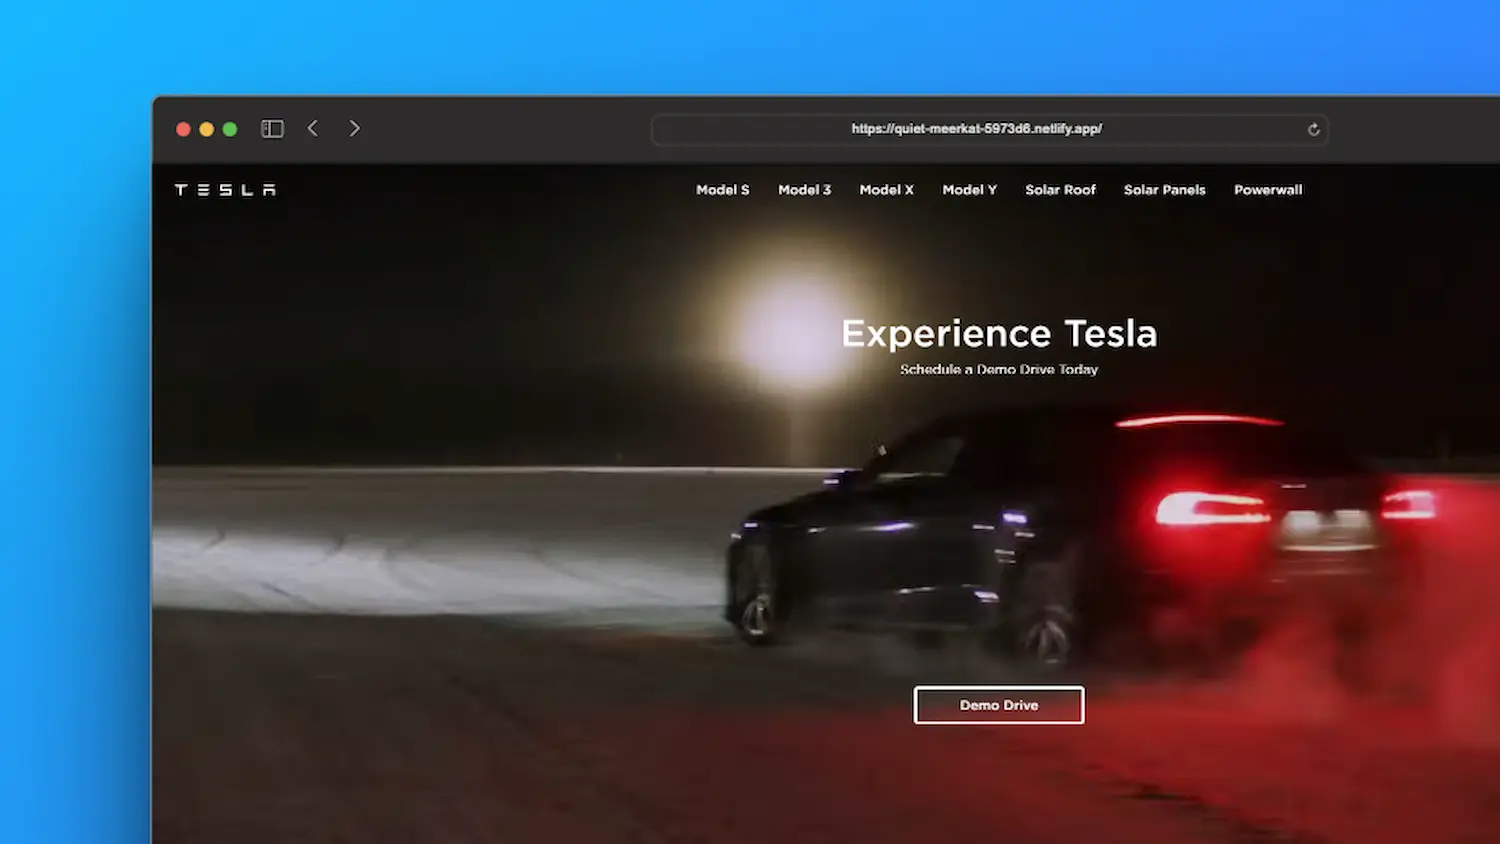 https://quiet-meerkat-5973d6.netlify.app/
TESLA Model S Model 3 Model X Model Y Solar Roof Solar Panels Powerwall
Experience Tesla
Schedule a Demo Drive Today
Demo Drive